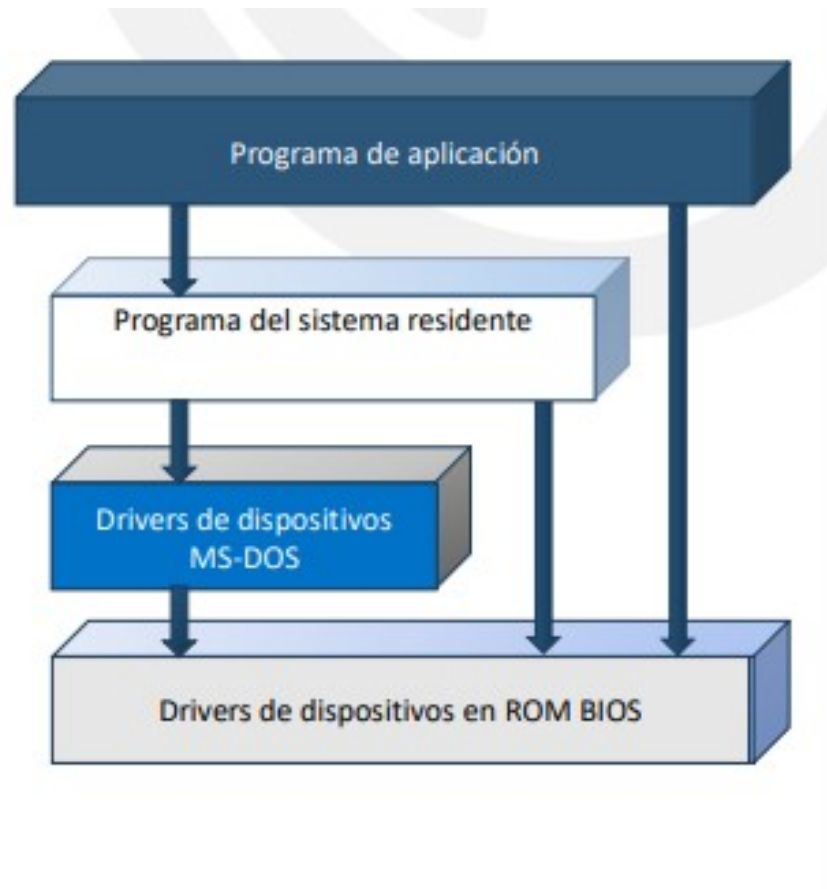 Programa de aplicación
Programa del sistema residente
Drivers de dispositivos
MS-DOS
Drivers de dispositivos en ROM BIOS